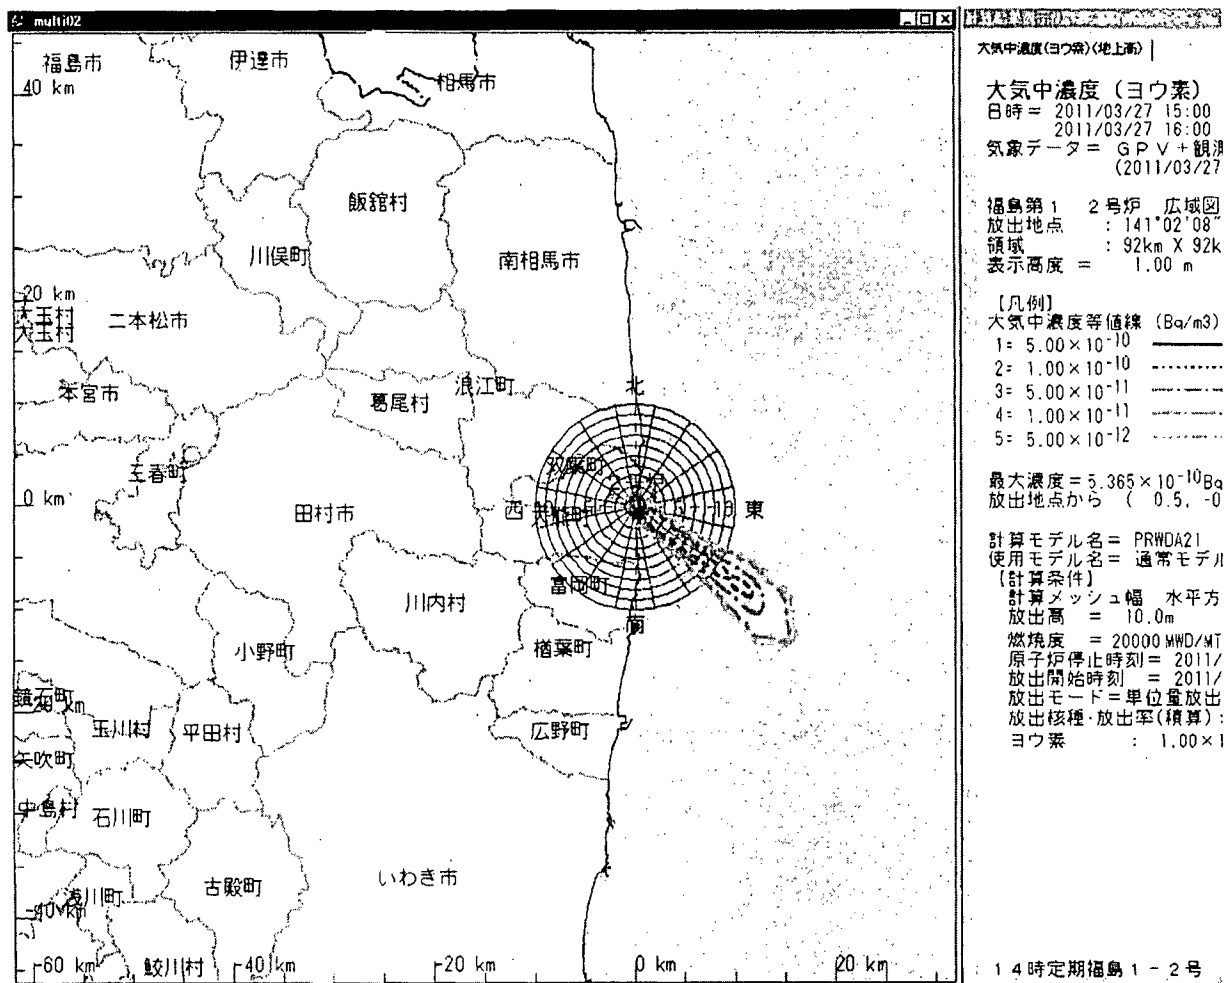 multi02
福島市
伊達市
相馬市
40 km
飯舘村
川俣町
南相馬市
20 km
大玉村
大玉村
二本松市
本宮市
浪江町
葛尾村
北
双葉町
三春町
0 km
田村市
西
東
富岡町
川内村
南
楢葉町
小野町
鏡石町
玉川村
平田村
広野町
矢吹町
中島村
石川町
いわき市
古殿町
浅川町
-40 km
鮫川村
-60 km
-40 km
-20 km
0 km
20 km
大気中濃度(ヨウ素)(地上高)
大気中濃度（ヨウ素）
日時＝ 2011/03/27 15:00
2011/03/27 16:00
気象データ＝ ＧＰＶ＋観測
(2011/03/27
福島第１　２号炉　広域図
放出地点　：141°02'08"
領域　：92km X 92k
表示高度 ＝ 1.00 m
【凡例】
大気中濃度等値線 (Bq/m3)
1= 5.00×10⁻¹⁰
2= 1.00×10⁻¹⁰
3= 5.00×10⁻¹¹
4= 1.00×10⁻¹¹
5= 5.00×10⁻¹²
最大濃度＝5.365×10⁻¹⁰Bq
放出地点から （ 0.5, -0
計算モデル名＝ PRWDA21
使用モデル名＝ 通常モデル
【計算条件】
計算メッシュ幅　水平方
放出高 ＝ 10.0m
燃焼度 ＝ 20000 MWD/MT
原子炉停止時刻＝ 2011/
放出開始時刻 ＝ 2011/
放出モード＝単位量放出
放出核種・放出率(積算)：
ヨウ素 ： 1.00×1
１４時定期福島１－２号